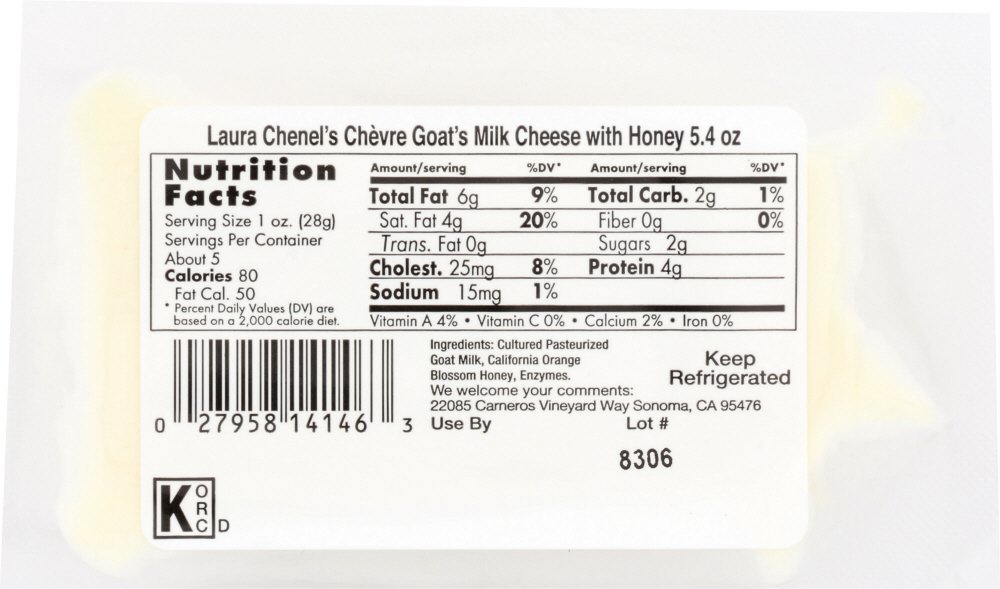 Laura Chenel's Chèvre Goat's Milk Cheese with Honey 5.4 oz
Nutrition
Facts
Serving Size 1 oz. (28g)
Servings Per Container
About 5
Calories 80
Fat Cal. 50
* Percent Daily Values (DV) are
based on a 2,000 calorie diet.
Amount/serving %DV* Amount/serving %DV*
Total Fat 6g 9% Total Carb. 2g 1%
Sat. Fat 4g 20% Fiber 0g 0%
Trans. Fat 0g Sugars 2g
Cholest. 25mg 8% Protein 4g
Sodium 15mg 1%
Vitamin A 4% • Vitamin C 0% • Calcium 2% • Iron 0%
0 27958 14146 3
Ingredients: Cultured Pasteurized
Goat Milk, California Orange
Blossom Honey, Enzymes.
We welcome your comments:
22085 Carneros Vineyard Way Sonoma, CA 95476
Use By Lot #
8306
Keep
Refrigerated
K ORC D